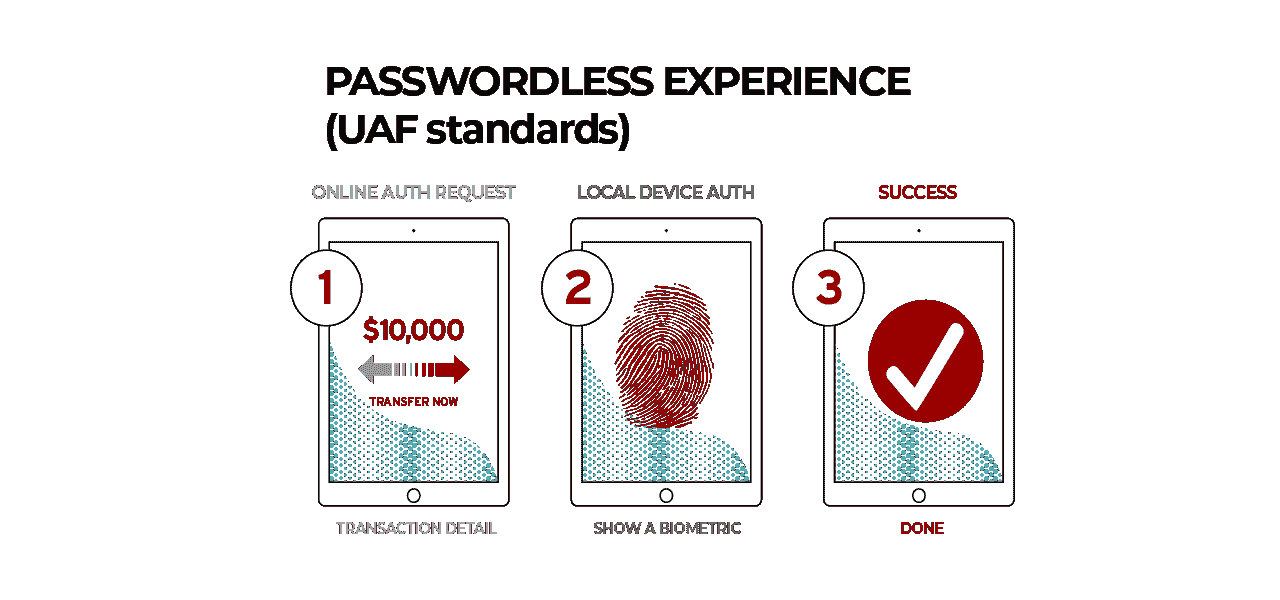 PASSWORDLESS EXPERIENCE
(UAF standards)
ONLINE AUTH REQUEST
LOCAL DEVICE AUTH
SUCCESS
1
2
3
$10,000
TRANSFER NOW
TRANSACTION DETAIL
SHOW A BIOMETRIC
DONE